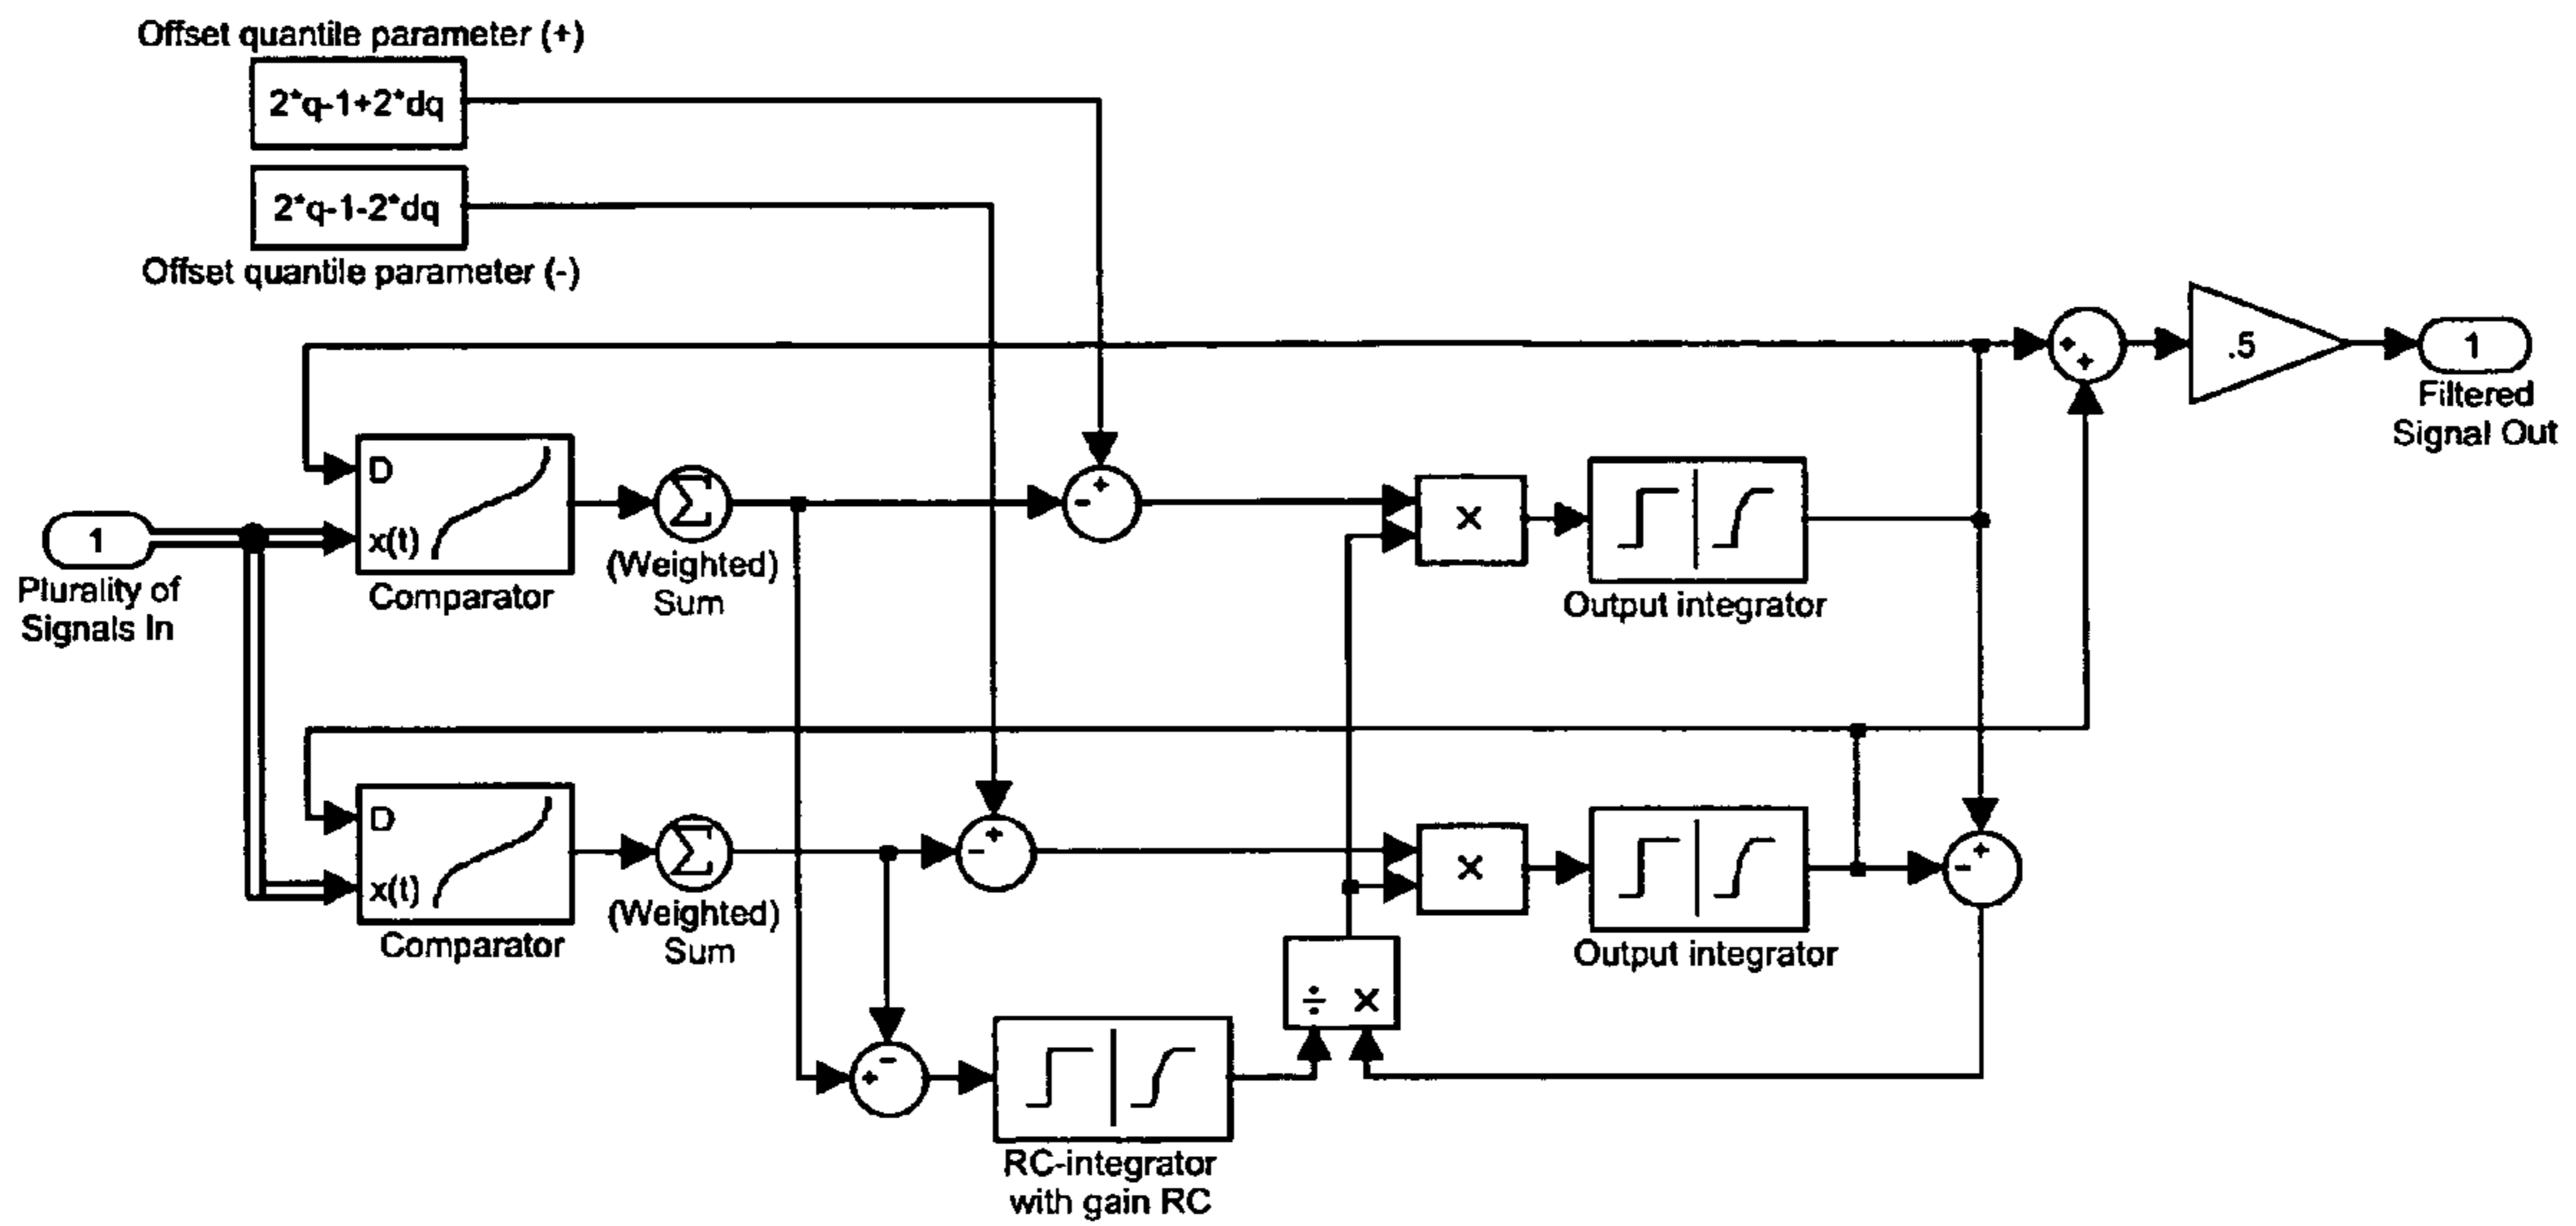 Offset quantile parameter (+)
2*q-1+2*dq
2*q-1-2*dq
Offset quantile parameter (-)
+
+
.5
1
Filtered
Signal Out
D
x(t)
Comparator
Σ
(Weighted)
Sum
-
+
×
Output integrator
1
Plurality of
Signals In
D
x(t)
Comparator
Σ
(Weighted)
Sum
-
+
×
Output integrator
-
+
÷ ×
+
-
RC-integrator
with gain RC